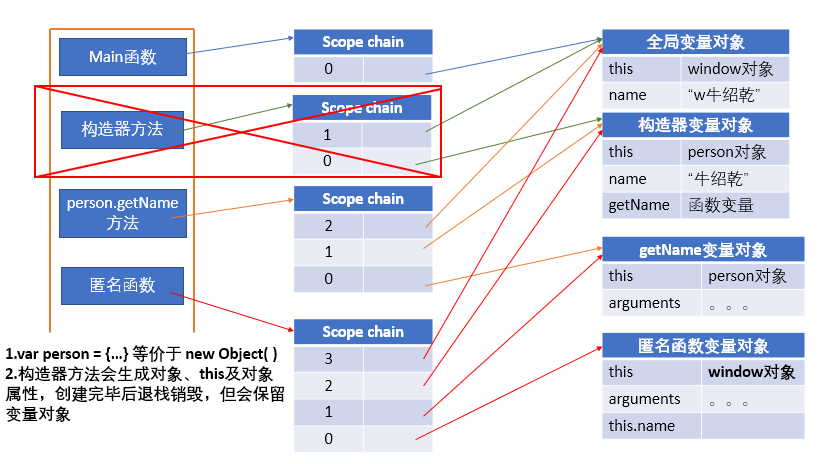 Main函数
构造器方法
person.getName
方法
匿名函数
1.var person = {...} 等价于 new Object( )
2.构造器方法会生成对象、this及对象
属性，创建完毕后退栈销毁，但会保留
变量对象
Scope chain
0
Scope chain
1
0
Scope chain
2
1
0
Scope chain
3
2
1
0
全局变量对象
this window对象
name “w牛绍乾”
构造器变量对象
this person对象
name “牛绍乾”
getName 函数变量
getName变量对象
this person对象
arguments 。。。
匿名函数变量对象
this window对象
arguments 。。。
this.name